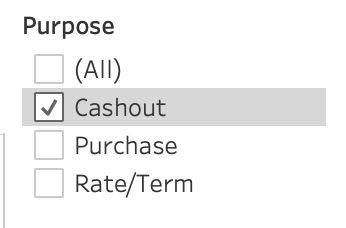 Purpose
(All)
Cashout
Purchase
Rate/Term